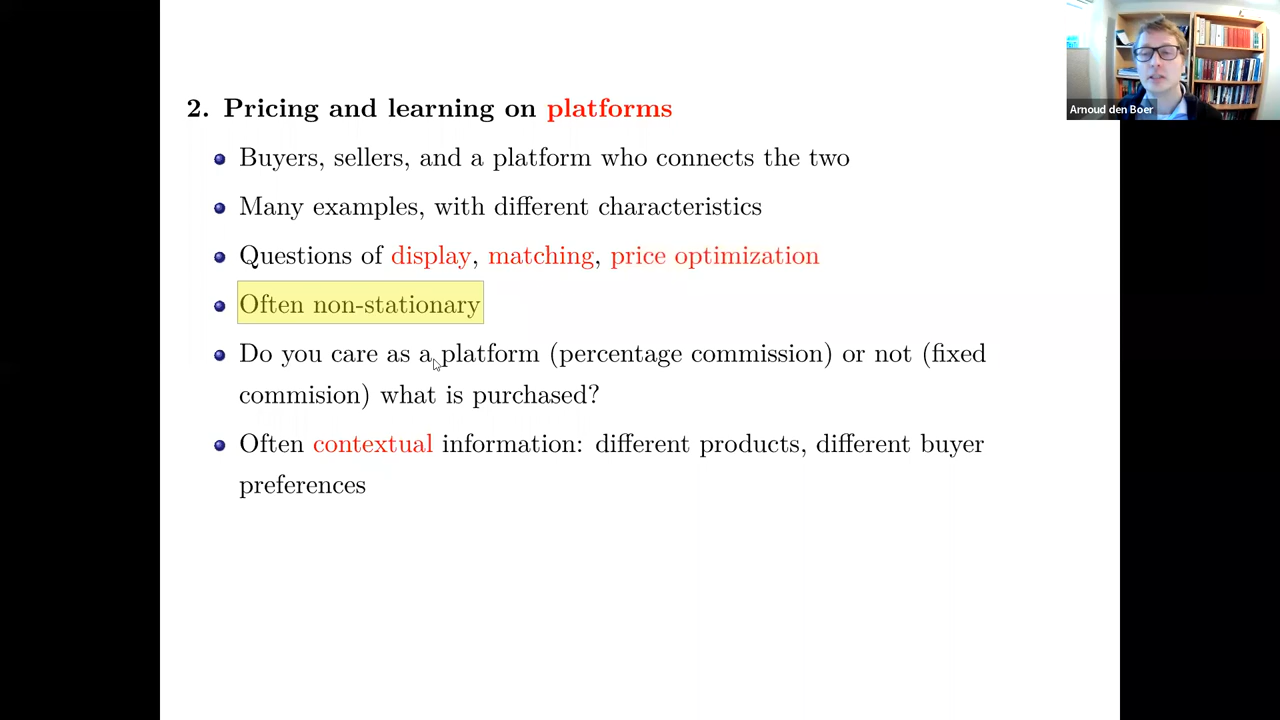 2. Pricing and learning on platforms
Buyers, sellers, and a platform who connects the two
Many examples, with different characteristics
Questions of display, matching, price optimization
Often non-stationary
Do you care as a platform (percentage commission) or not (fixed
commision) what is purchased?
Often contextual information: different products, different buyer
preferences
Arnoud den Boer